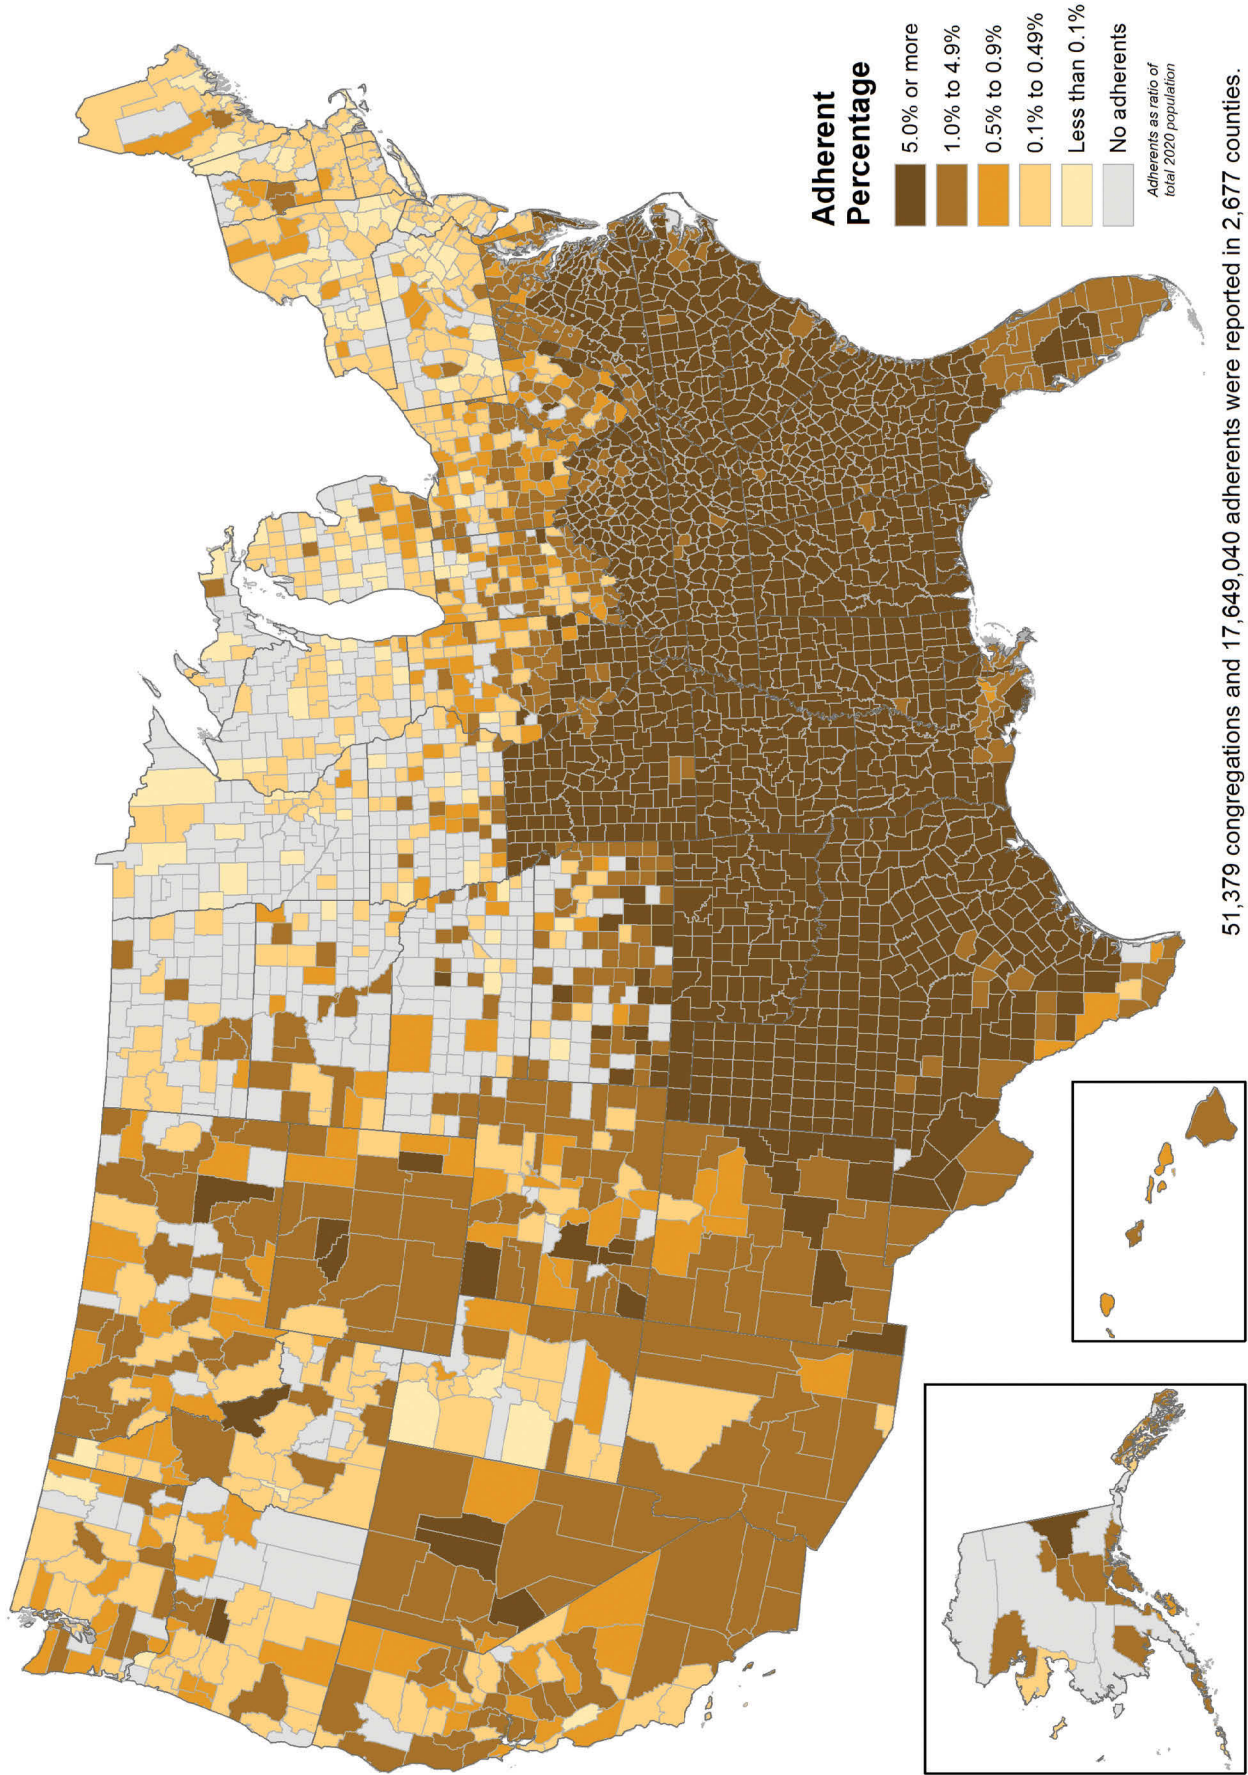 Adherent
Percentage
5.0% or more
1.0% to 4.9%
0.5% to 0.9%
0.1% to 0.49%
Less than 0.1%
No adherents
Adherents as ratio of
total 2020 population
51,379 congregations and 17,649,040 adherents were reported in 2,677 counties.